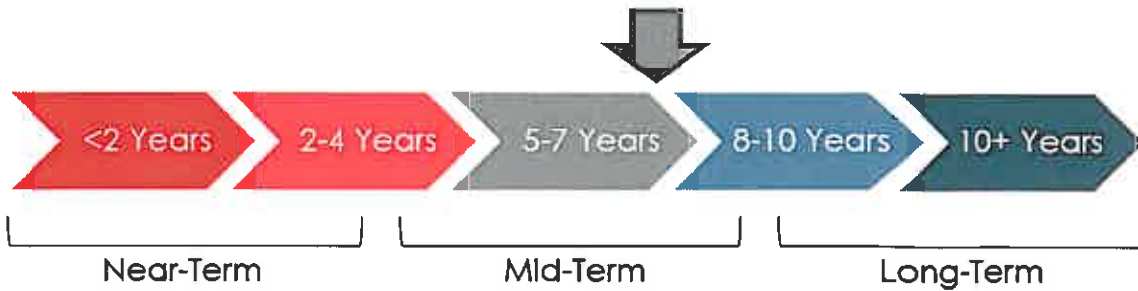 <2 Years
2-4 Years
5-7 Years
8-10 Years
10+ Years
Near-Term
Mid-Term
Long-Term